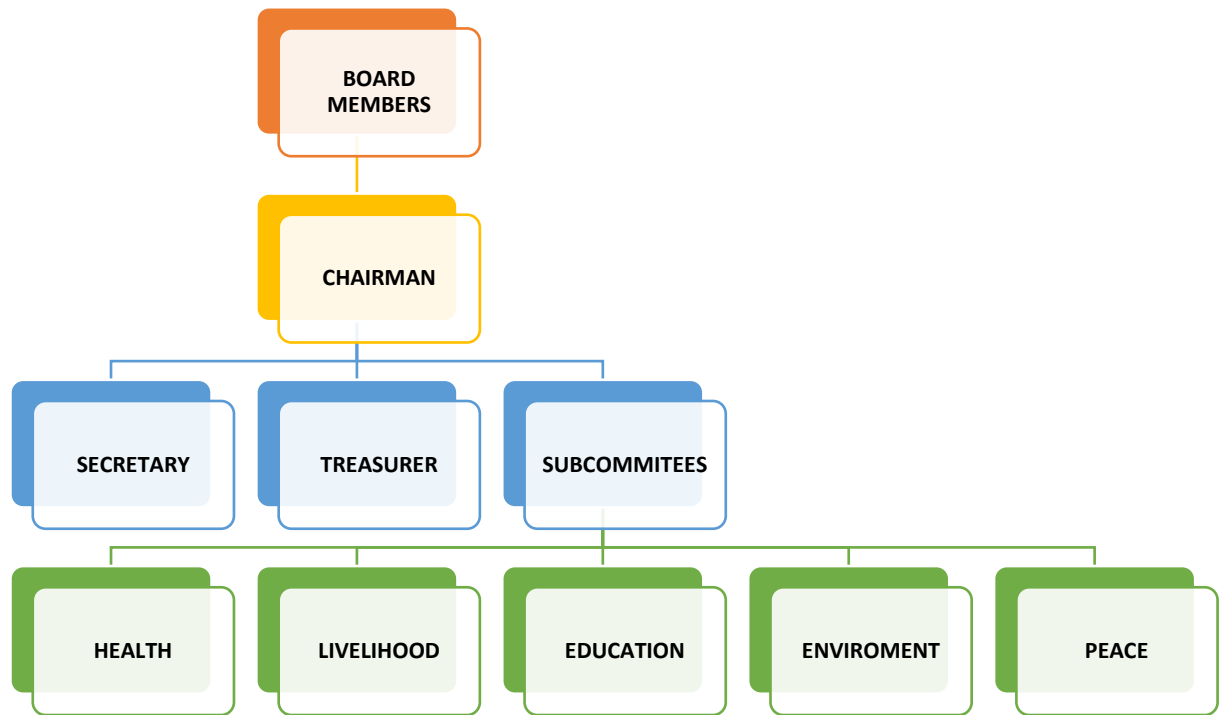 BOARD
MEMBERS
CHAIRMAN
SECRETARY
TREASURER
SUBCOMMITEES
HEALTH
LIVELIHOOD
EDUCATION
ENVIROMENT
PEACE